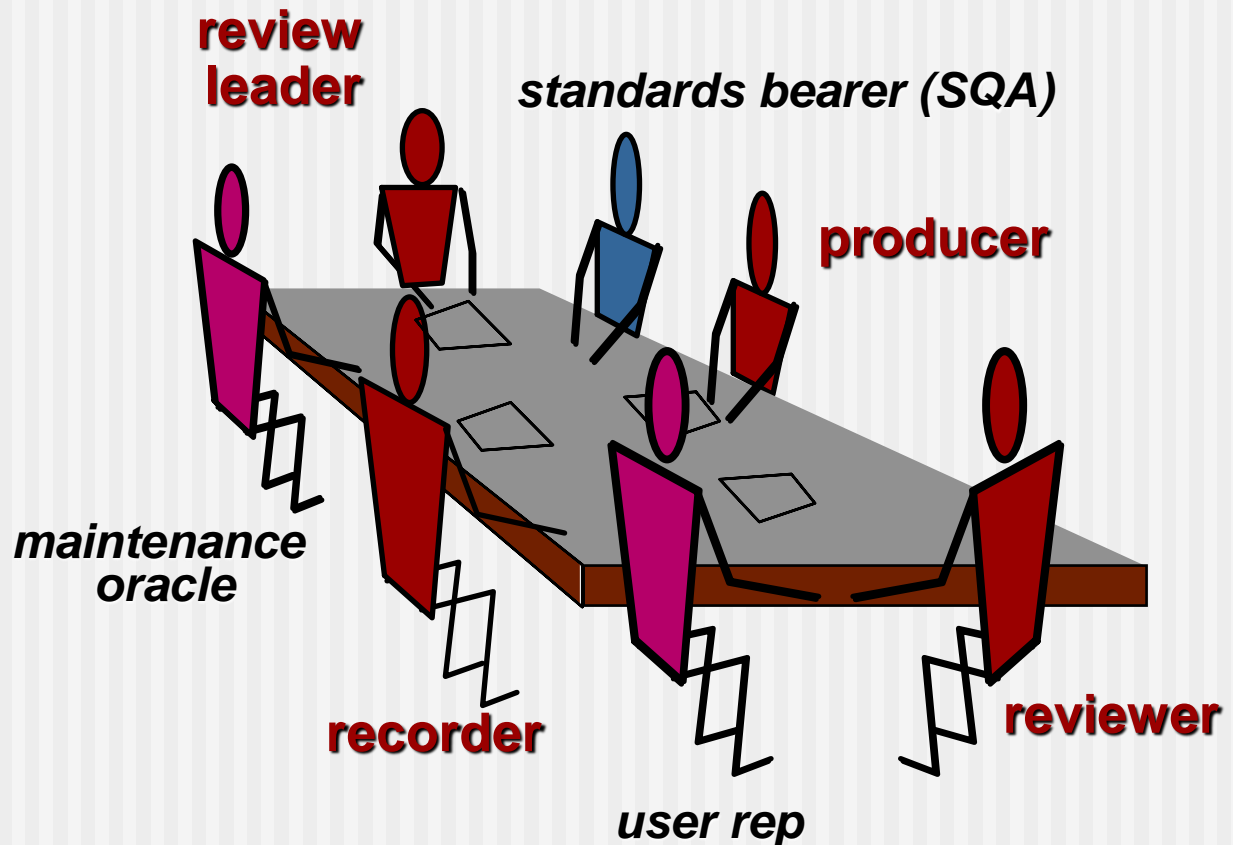 review
leader
standards bearer (SQA)
producer
maintenance
oracle
recorder
reviewer
user rep